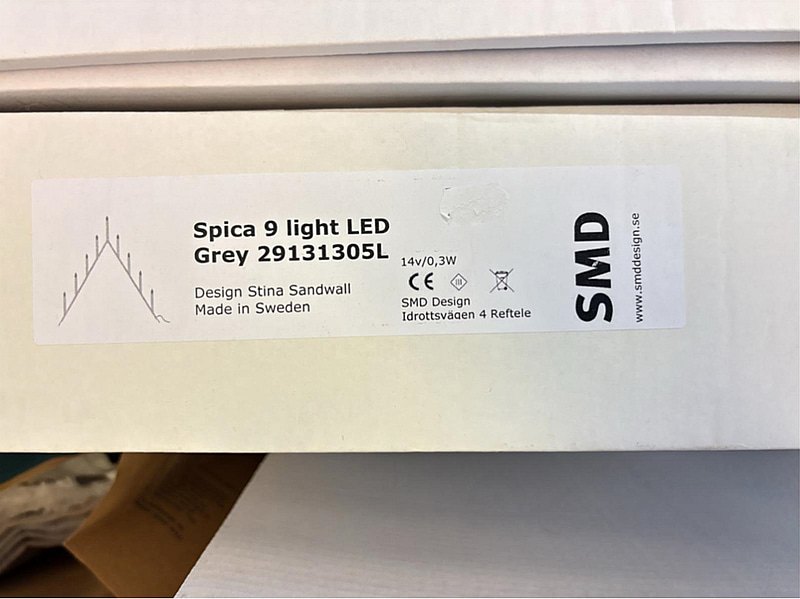 Spica 9 light LED
Grey 29131305L
Design Stina Sandwall
Made in Sweden
14v/0,3W
CE
SMD Design
Idrottsvägen 4 Reftele
SMD
www.smddesign.se